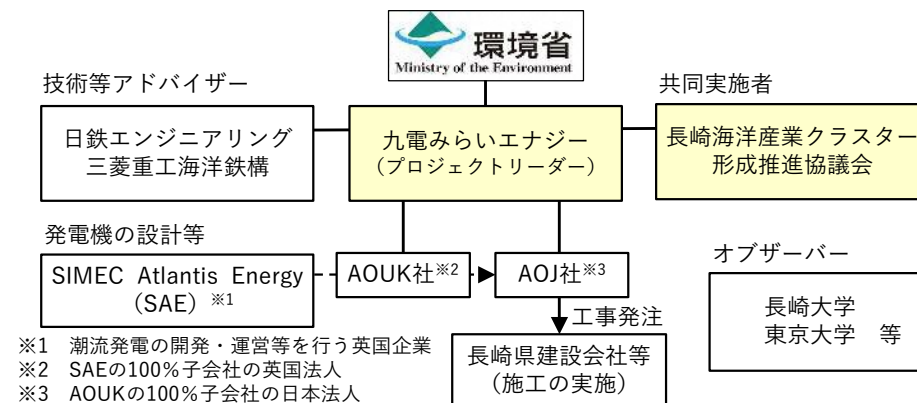 環境省
Ministry of the Environment
技術等アドバイザー
共同実施者
日鉄エンジニアリング
三菱重工海洋鉄構
九電みらいエナジー
（プロジェクトリーダー）
長崎海洋産業クラスター
形成推進協議会
発電機の設計等
SIMEC Atlantis Energy
（SAE）※1
AOUK社※2
AOJ社※3
オブザーバー
長崎大学
東京大学　等
工事発注
長崎県建設会社等
（施工の実施）
※1　潮流発電の開発・運営等を行う英国企業
※2　SAEの100%子会社の英国法人
※3　AOUKの100%子会社の日本法人